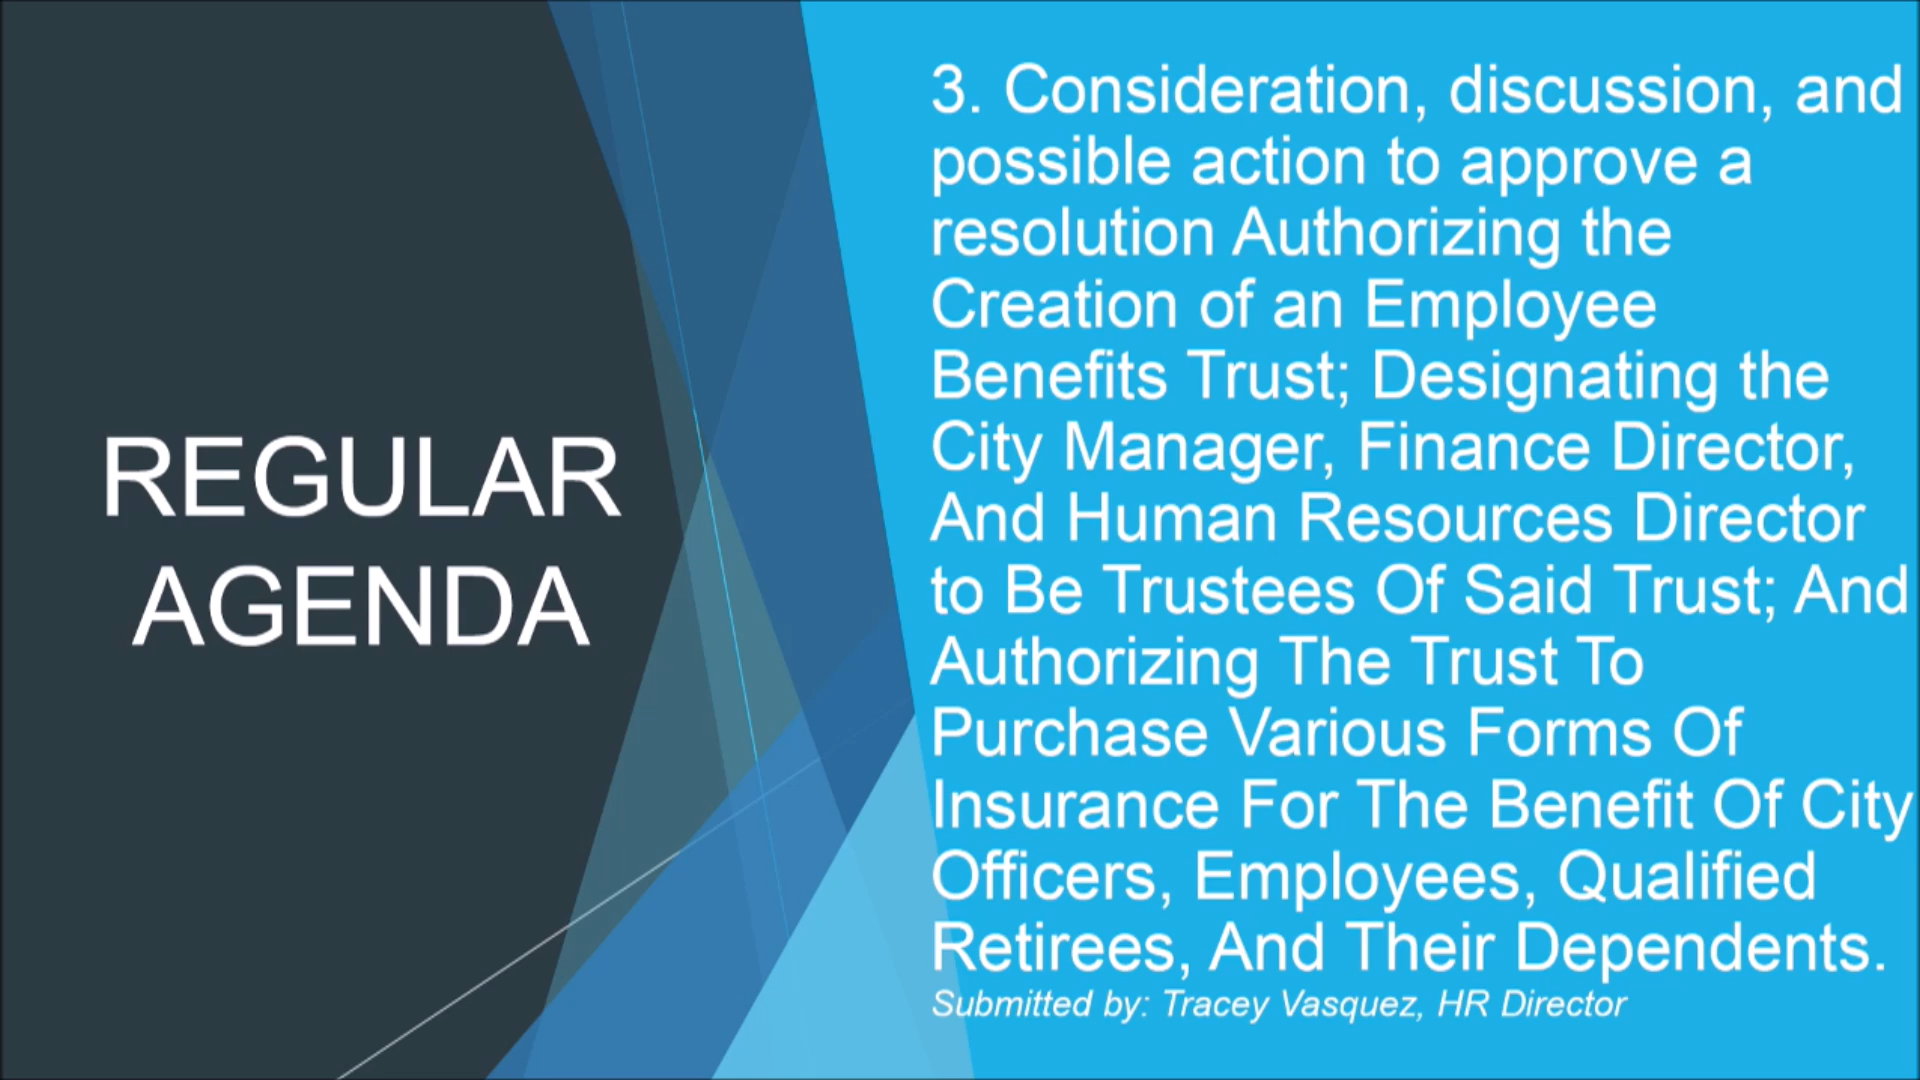 REGULAR
AGENDA
3. Consideration, discussion, and
possible action to approve a
resolution Authorizing the
Creation of an Employee
Benefits Trust; Designating the
City Manager, Finance Director,
And Human Resources Director
to Be Trustees Of Said Trust; And
Authorizing The Trust To
Purchase Various Forms Of
Insurance For The Benefit Of City
Officers, Employees, Qualified
Retirees, And Their Dependents.
Submitted by: Tracey Vasquez, HR Director